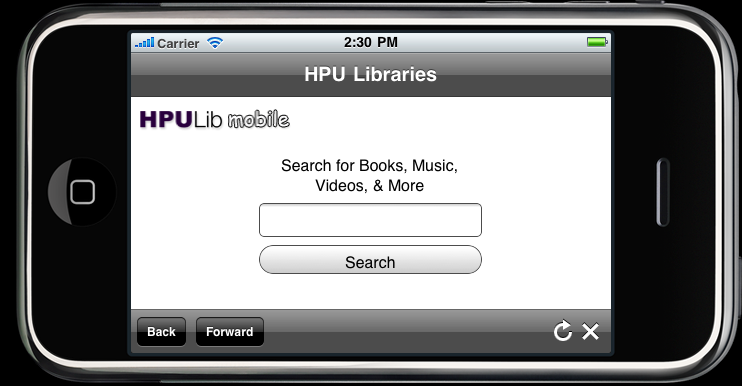 Carrier 2:30 PM
HPU Libraries
HPULib mobile
Search for Books, Music,
Videos, & More
Search
Back Forward